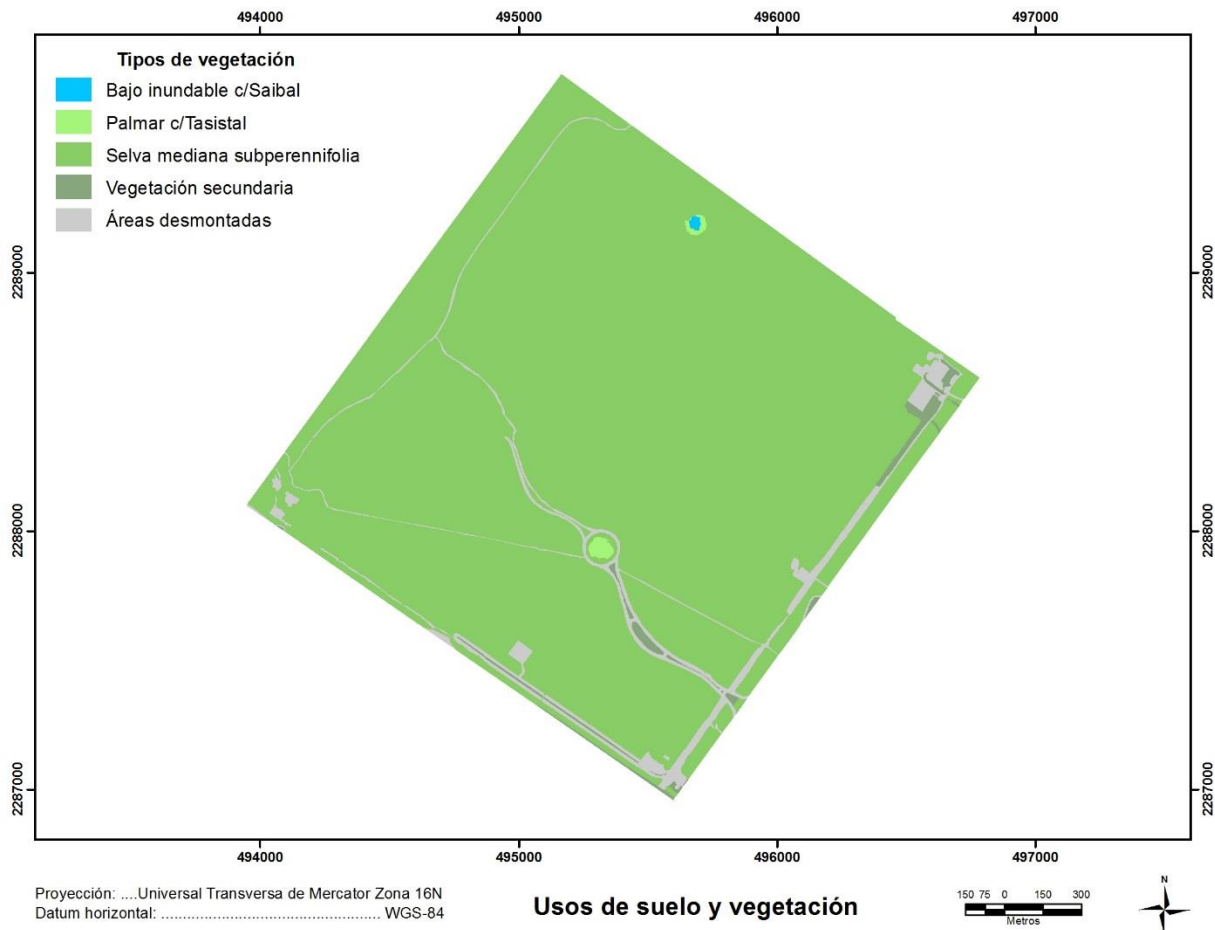 494000 495000 496000 497000
Tipos de vegetación
Bajo inundable c/Saibal
Palmar c/Tasistal
Selva mediana subperennifolia
Vegetación secundaria
Áreas desmontadas
2289000 2289000
2288000 2288000
2287000 2287000
494000 495000 496000 497000
Proyección: ....Universal Transversa de Mercator Zona 16N
Datum horizontal: .......................................... WGS-84
Usos de suelo y vegetación
150 75 0 150 300
Metros
N